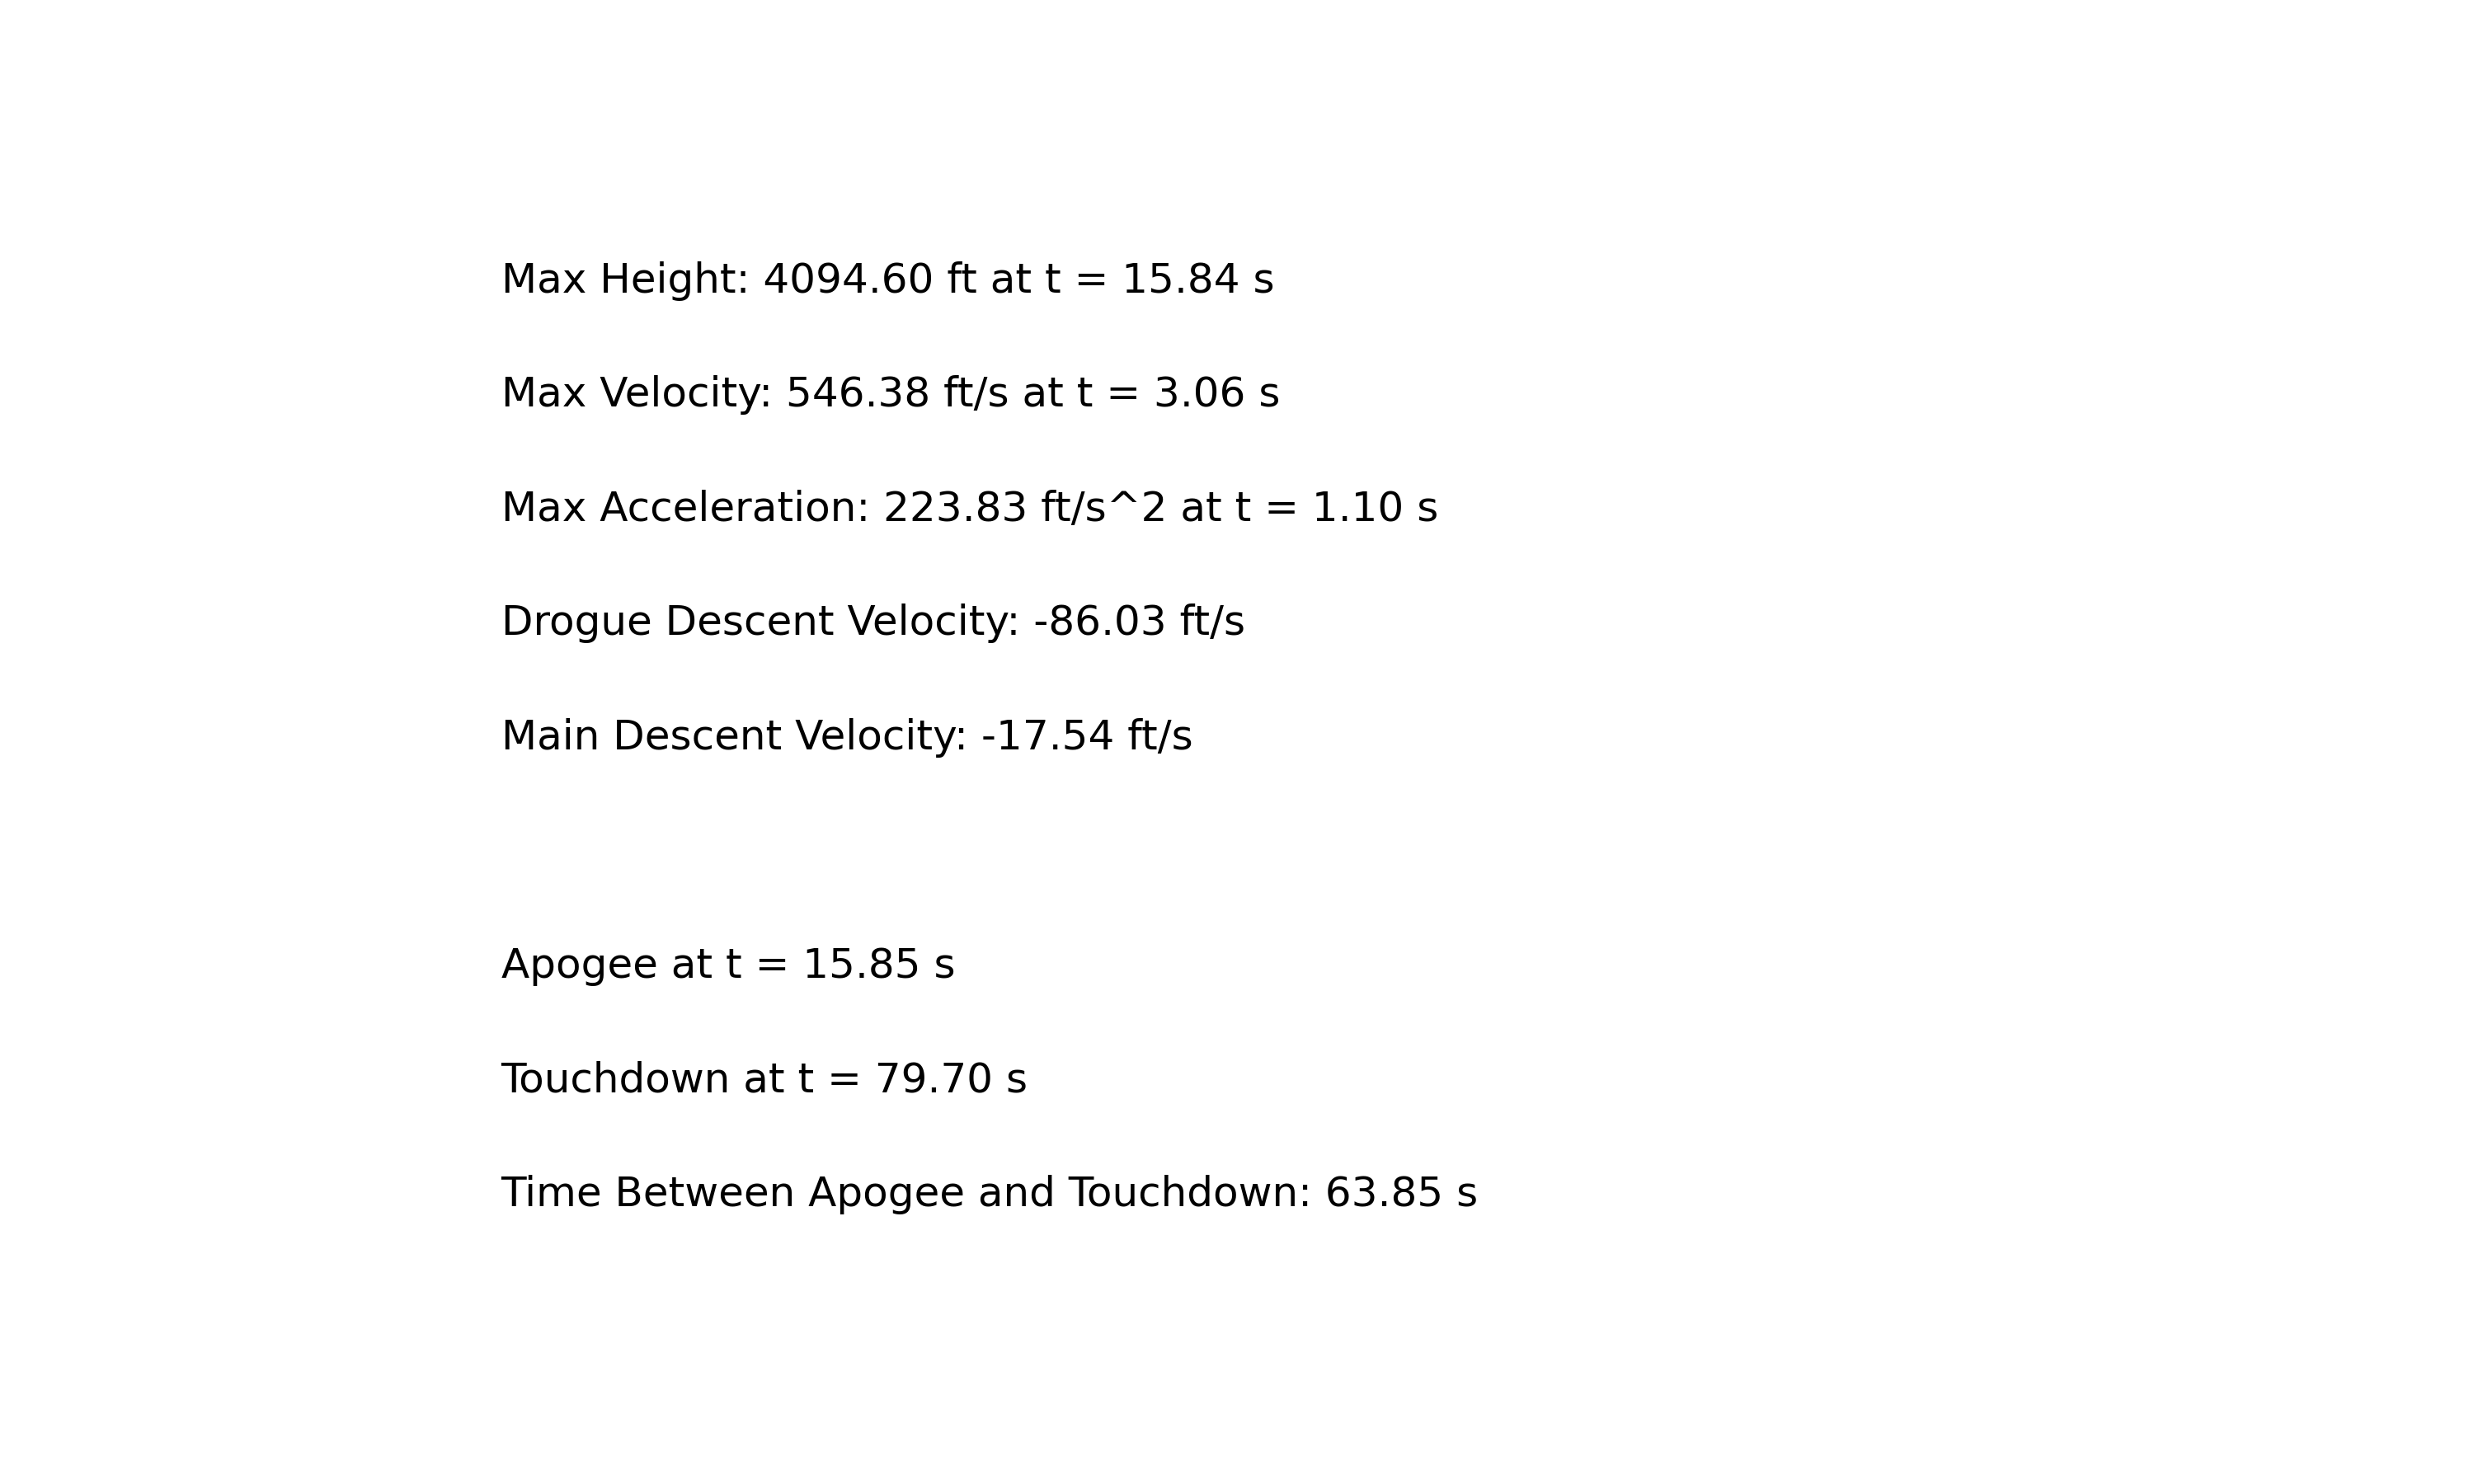 Max Height: 4094.60 ft at t = 15.84 s
Max Velocity: 546.38 ft/s at t = 3.06 s
Max Acceleration: 223.83 ft/s^2 at t = 1.10 s
Drogue Descent Velocity: -86.03 ft/s
Main Descent Velocity: -17.54 ft/s
Apogee at t = 15.85 s
Touchdown at t = 79.70 s
Time Between Apogee and Touchdown: 63.85 s